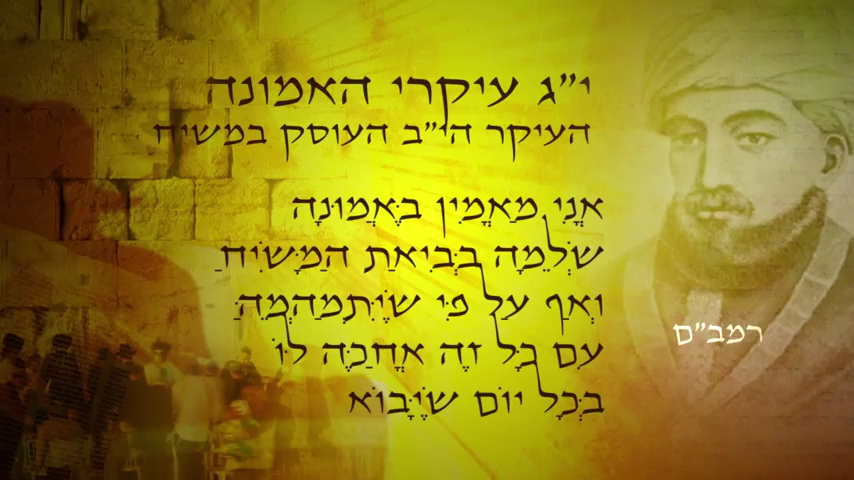 י״ג עיקרי האמונה
העיקר הי״ב העוסק במשיח
אֲנִי מַאֲמִין בֶּאֱמוּנָה
שְׁלֵמָה בְּבִיאַת הַמָּשִׁיחַ
וְאַף עַל פִּי שֶׁיִּתְמַהְמֵהַּ
עִם כָּל זֶה אֲחַכֶּה לּוֹ
בְּכָל יוֹם שֶׁיָּבוֹא
רמב״ם